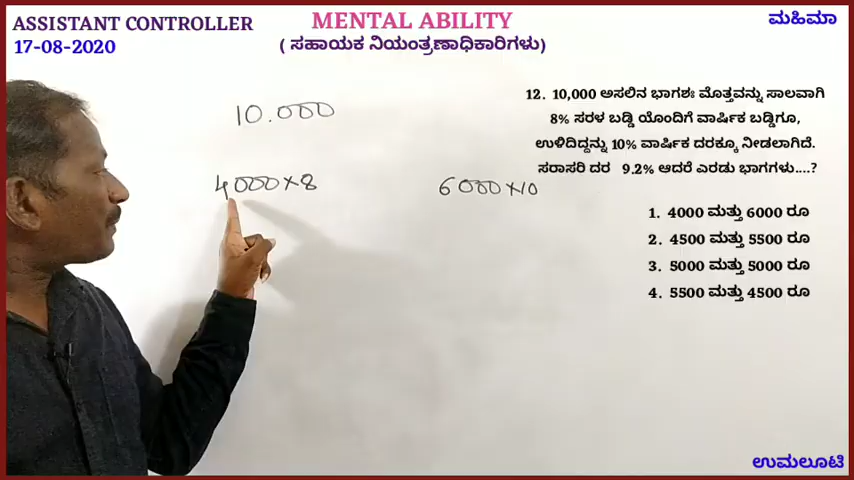 ASSISTANT CONTROLLER
17-08-2020
MENTAL ABILITY
( ಸಹಾಯಕ ನಿಯಂತ್ರಣಾಧಿಕಾರಿಗಳು)
ಮಹಿಮಾ
12. 10,000 ಅಸಲಿನ ಭಾಗಶಃ ಮೊತ್ತವನ್ನು ಸಾಲವಾಗಿ
8% ಸರಳ ಬಡ್ಡಿ ಯೊಂದಿಗೆ ವಾರ್ಷಿಕ ಬಡ್ಡಿಗೂ,
ಉಳಿದಿದ್ದನ್ನು 10% ವಾರ್ಷಿಕ ದರಕ್ಕೂ ನೀಡಲಾಗಿದೆ.
ಸರಾಸರಿ ದರ 9.2% ಆದರೆ ಎರಡು ಭಾಗಗಳು....?
1. 4000 ಮತ್ತು 6000 ರೂ
2. 4500 ಮತ್ತು 5500 ರೂ
3. 5000 ಮತ್ತು 5000 ರೂ
4. 5500 ಮತ್ತು 4500 ರೂ
10.000
4000×8
6000×10
ಉಮಲೂಟಿ